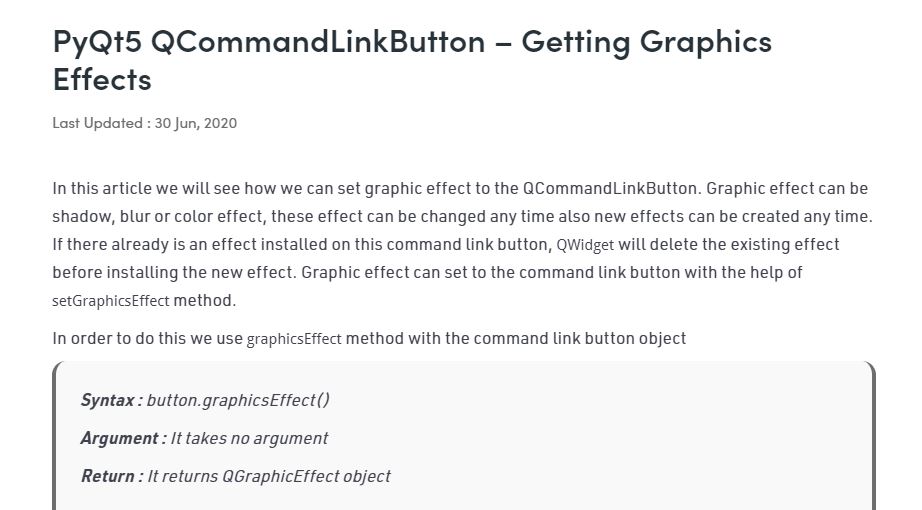 PyQt5 QCommandLinkButton – Getting Graphics
Effects
Last Updated : 30 Jun, 2020
In this article we will see how we can set graphic effect to the QCommandLinkButton. Graphic effect can be
shadow, blur or color effect, these effect can be changed any time also new effects can be created any time.
If there already is an effect installed on this command link button, QWidget will delete the existing effect
before installing the new effect. Graphic effect can set to the command link button with the help of
setGraphicsEffect method.
In order to do this we use graphicsEffect method with the command link button object
Syntax : button.graphicsEffect()
Argument : It takes no argument
Return : It returns QGraphicEffect object